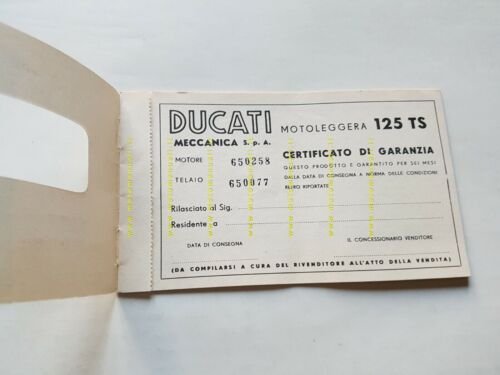 DUCATI
MECCANICA S.p.A.
MOTOLEGGERA 125 TS
MOTORE 650258
TELAIO 650077
CERTIFICATO DI GARANZIA
QUESTO PRODOTTO È GARANTITO PER SEI MESI
DALLA DATA DI CONSEGNA A NORMA DELLE CONDIZIONI
RIPORTATE
Rilasciato al Sig.
Residente a
DATA DI CONSEGNA
IL CONCESSIONARIO VENDITORE
(DA COMPILARSI A CURA DEL RIVENDITORE ALL'ATTO DELLA VENDITA)